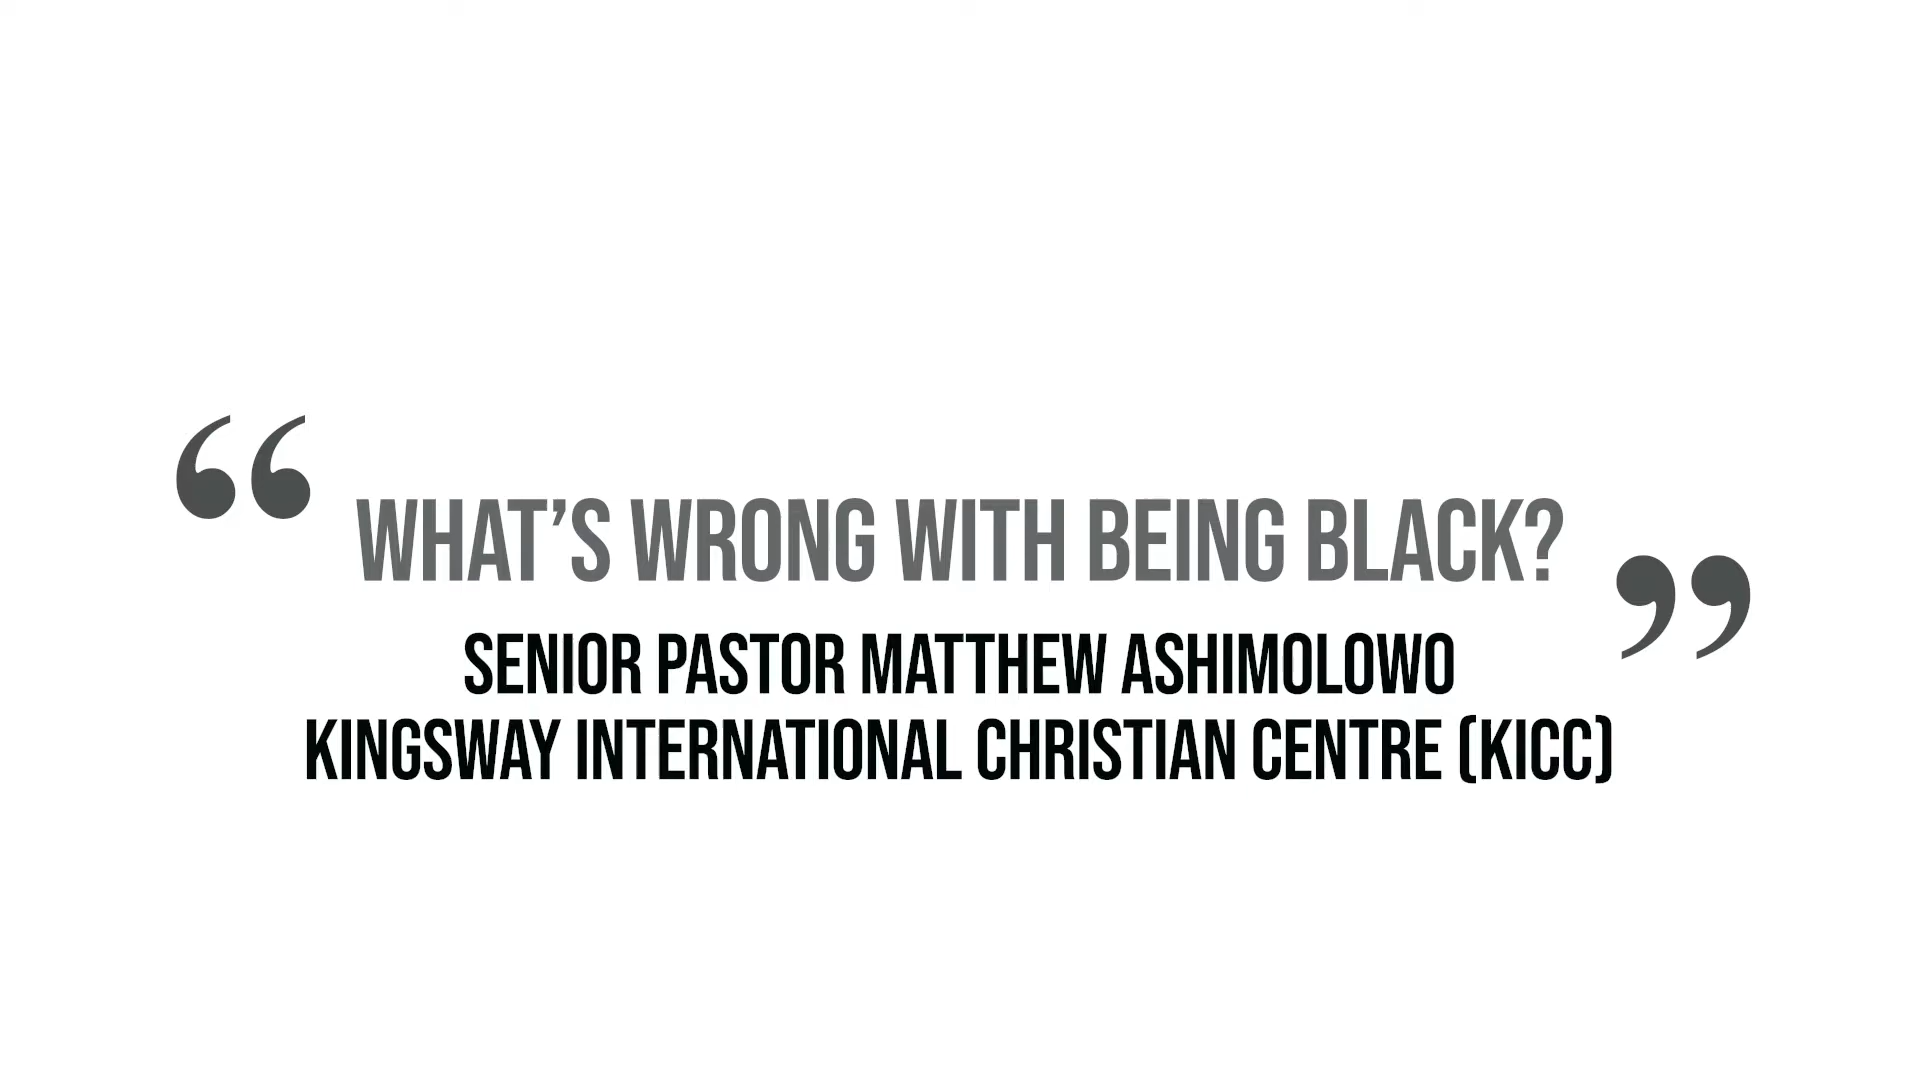 “WHAT’S WRONG WITH BEING BLACK?”
SENIOR PASTOR MATTHEW ASHIMOLOWO
KINGSWAY INTERNATIONAL CHRISTIAN CENTRE (KICC)